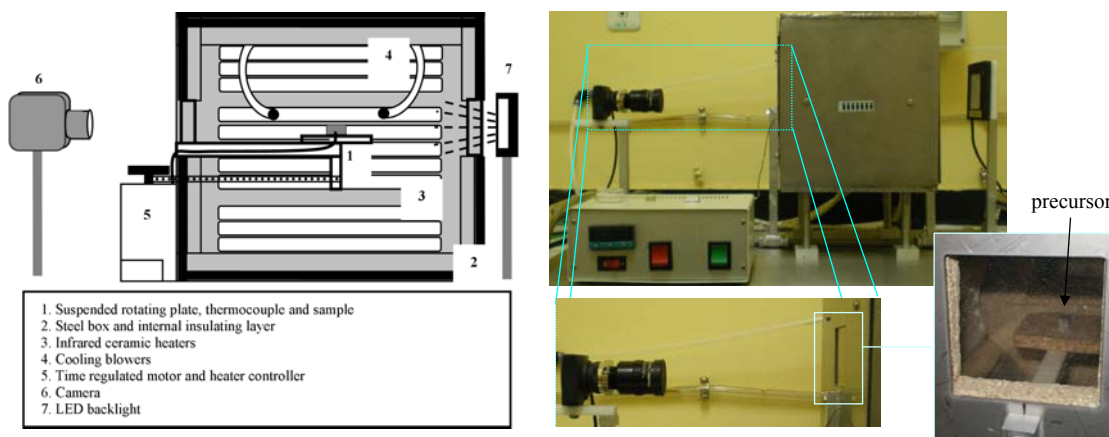 6
4
7
1
3
5
2
1. Suspended rotating plate, thermocouple and sample
2. Steel box and internal insulating layer
3. Infrared ceramic heaters
4. Cooling blowers
5. Time regulated motor and heater controller
6. Camera
7. LED backlight
precursor